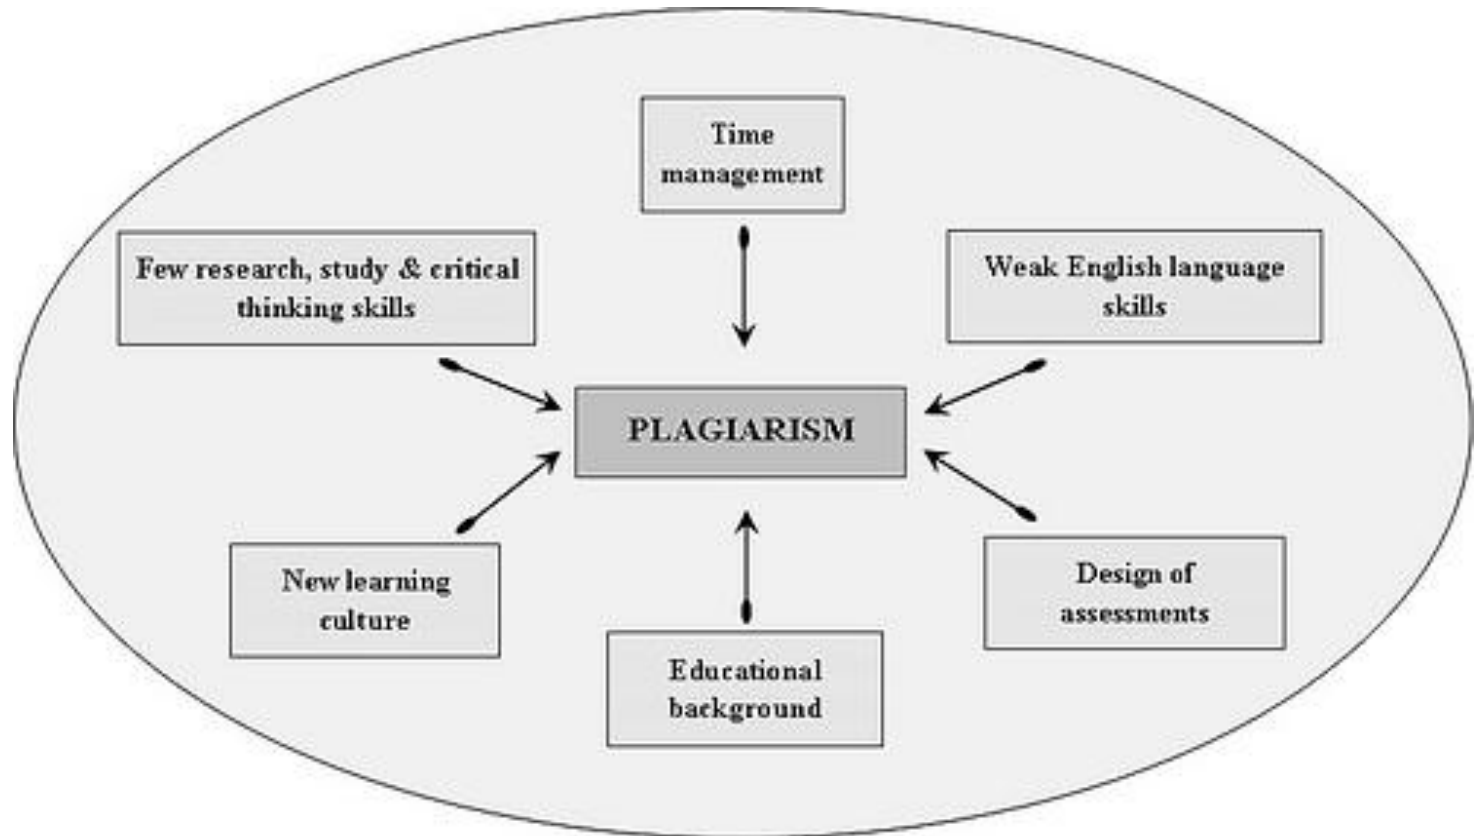 Time
management
Few research, study & critical
thinking skills
Weak English language
skills
PLAGIARISM
New learning
culture
Design of
assessments
Educational
background